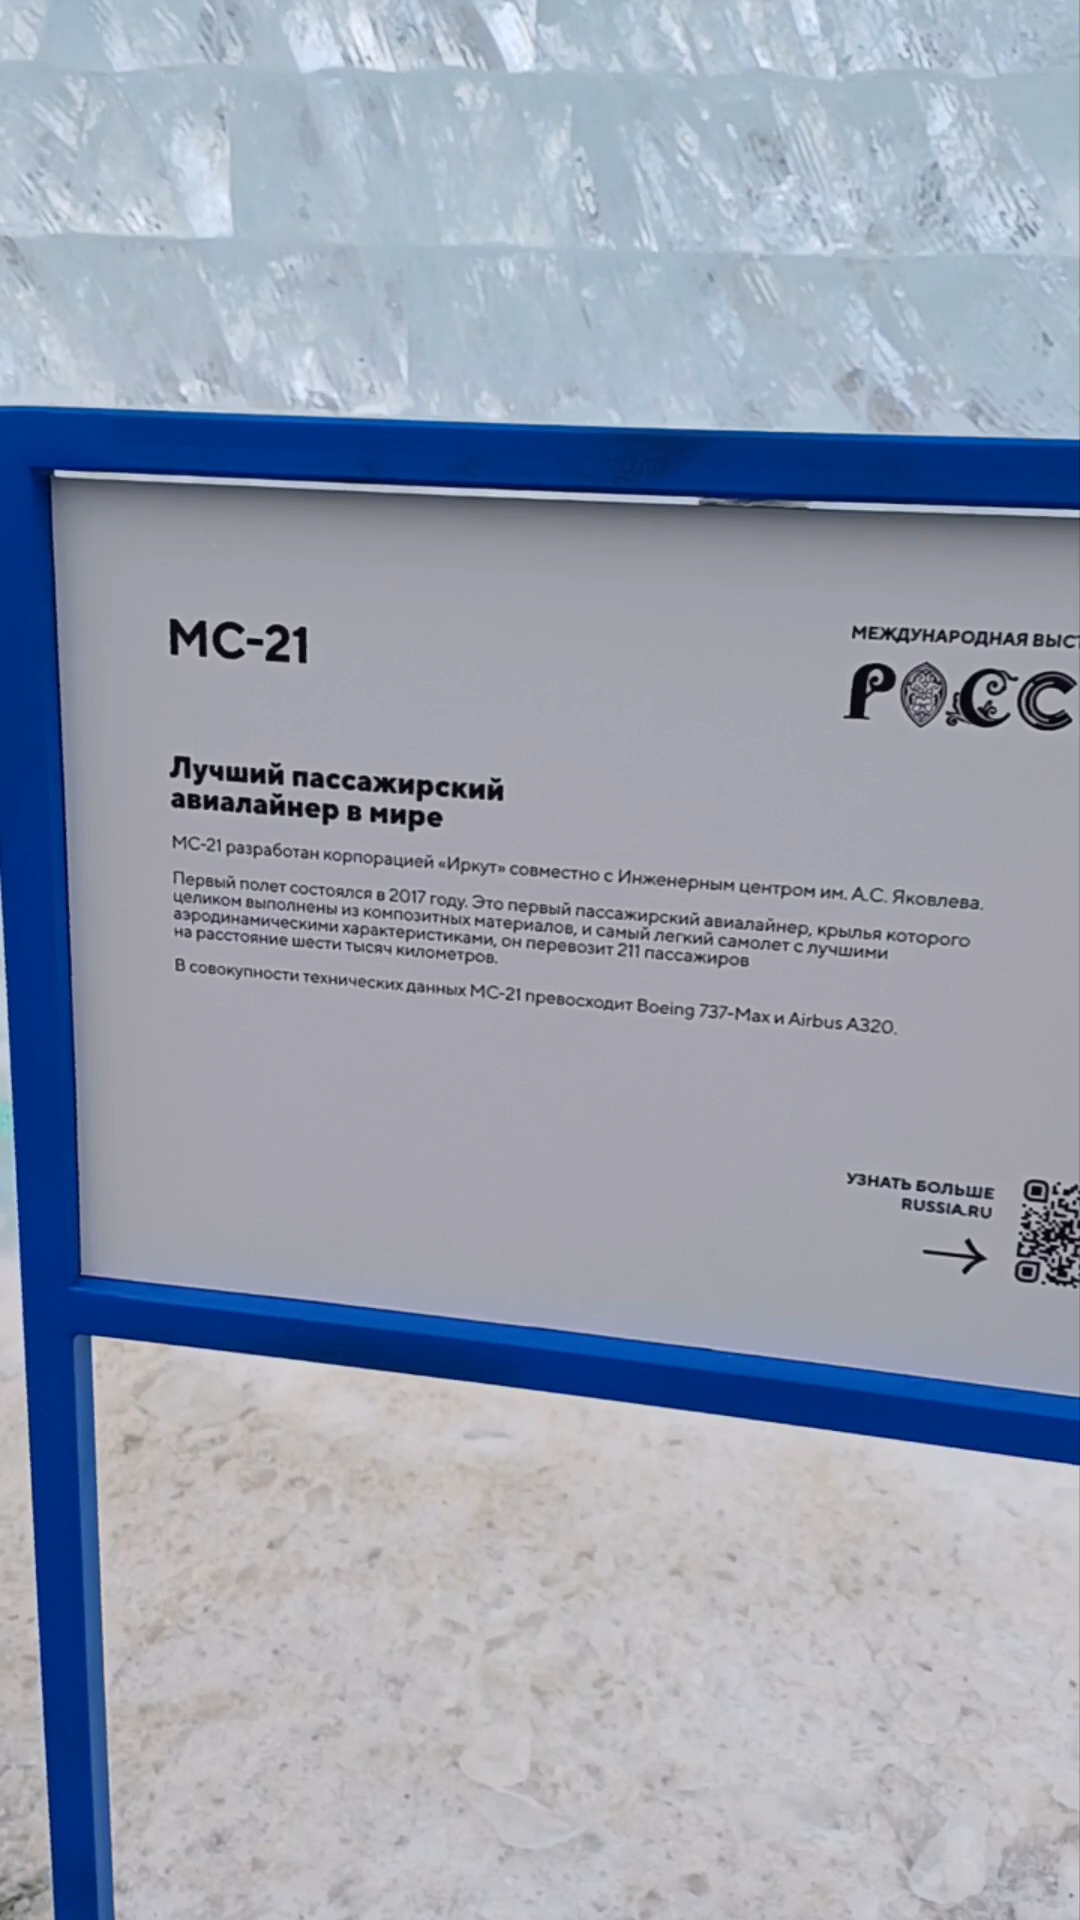 МС-21
МЕЖДУНАРОДНАЯ
Лучший пассажирский
авиалайнер в мире
МС-21 разработан корпорацией «Иркут» совместно с Инженерным центром им. А.С. Яковлева.
Первый полет состоялся в 2017 году. Это первый пассажирский авиалайнер, крылья которого
целиком выполнены из композитных материалов, и самый легкий самолет с лучшими
аэродинамическими характеристиками, он перевозит 211 пассажиров
на расстояние шести тысяч километров.
В совокупности технических данных МС-21 превосходит Boeing 737-Max и Airbus A320.
УЗНАТЬ БОЛЬШЕ
RUSSIA.RU